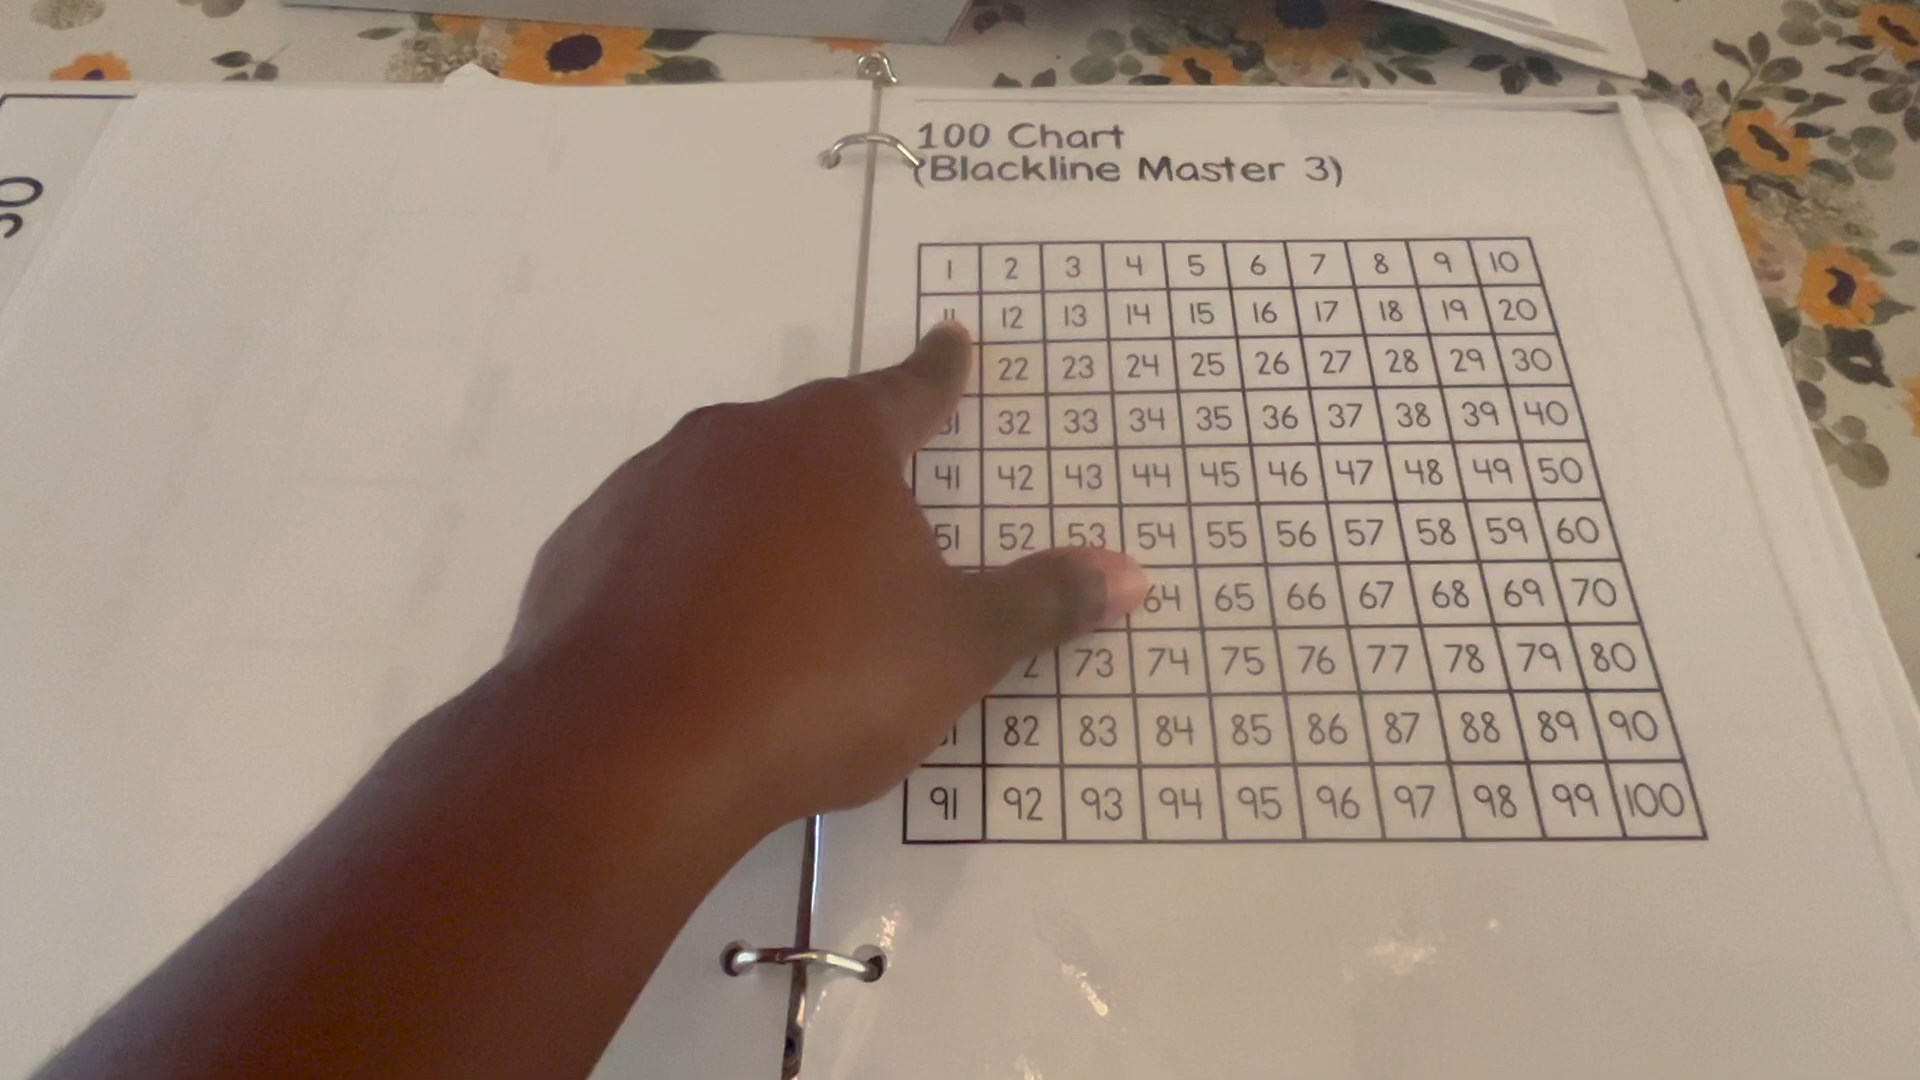 50
100 Chart
(Blackline Master 3)
1 2 3 4 5 6 7 8 9 10
11 12 13 14 15 16 17 18 19 20
22 23 24 25 26 27 28 29 30
31 32 33 34 35 36 37 38 39 40
41 42 43 44 45 46 47 48 49 50
51 52 53 54 55 56 57 58 59 60
64 65 66 67 68 69 70
73 74 75 76 77 78 79 80
82 83 84 85 86 87 88 89 90
91 92 93 94 95 96 97 98 99 100